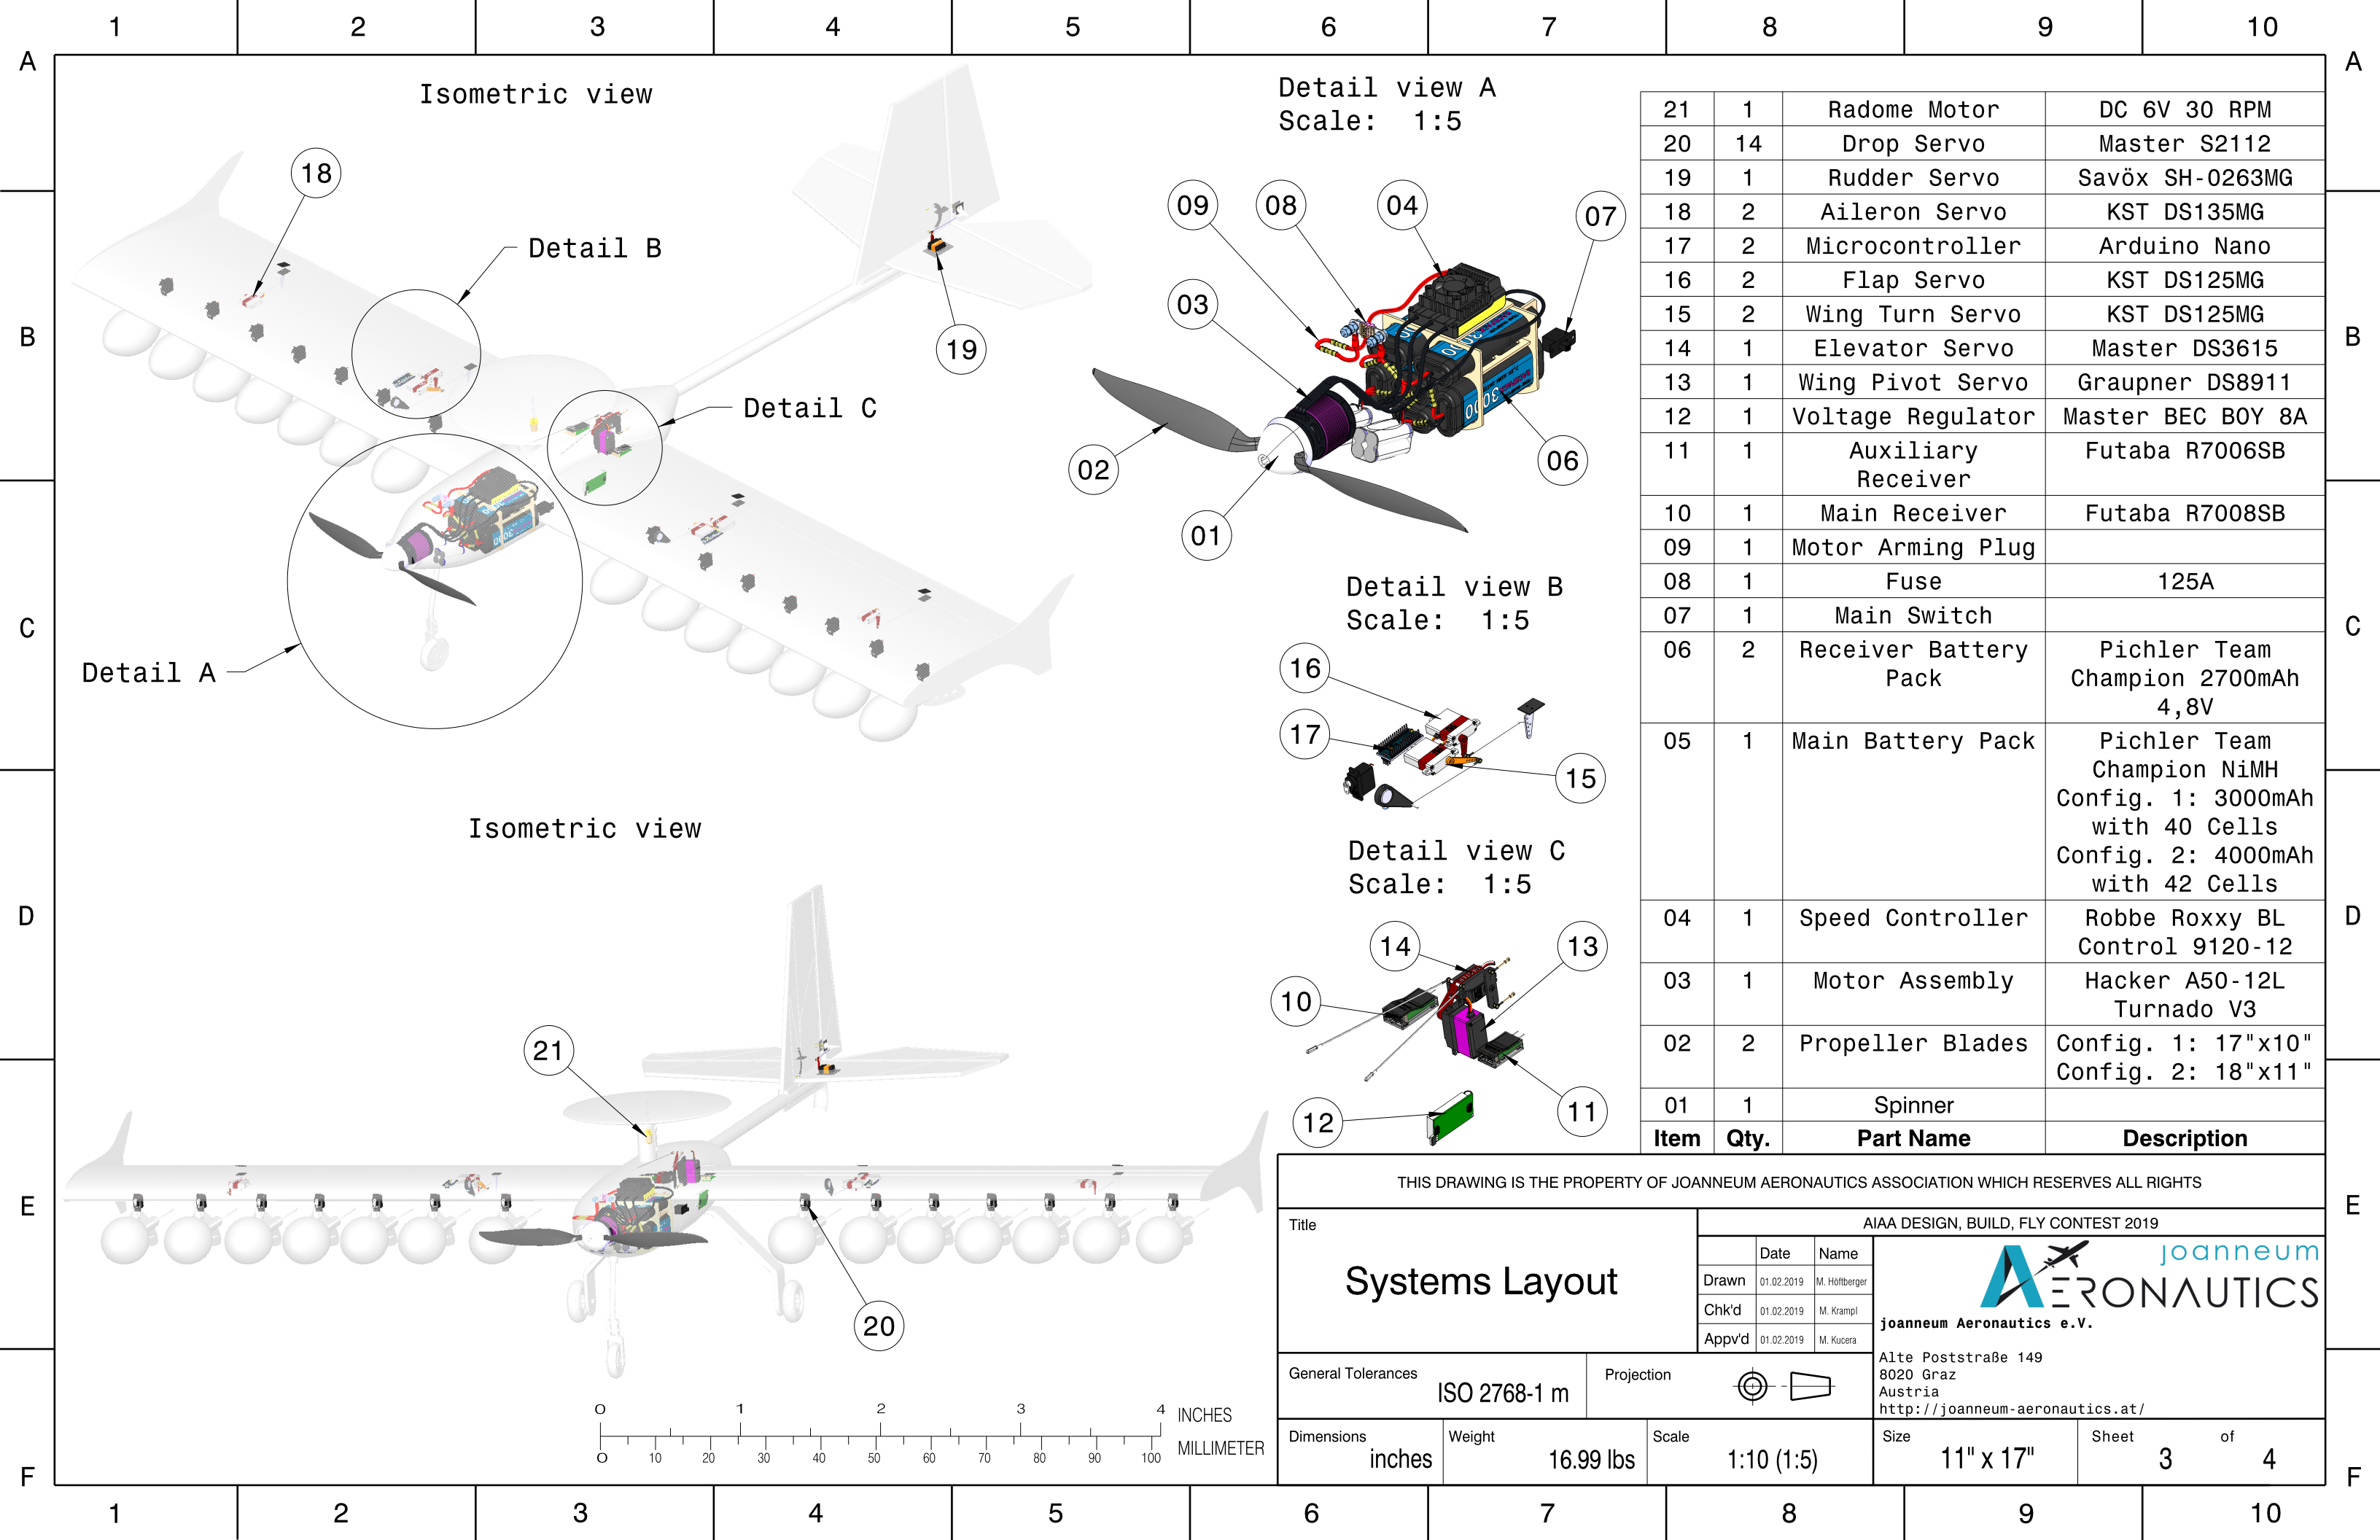 1 2 3 4 5 6 7 8 9 10
A A
B B
C C
D D
E E
F F
Isometric view
18
Detail B
19
Detail C
Detail A
Detail view A
Scale: 1:5
09 08 04 07
03
02
06
01
Detail view B
Scale: 1:5
16
17
15
Detail view C
Scale: 1:5
14 13
10
12 11
Isometric view
21
20
21 1 Radome Motor DC 6V 30 RPM
20 14 Drop Servo Master S2112
19 1 Rudder Servo Savöx SH-0263MG
18 2 Aileron Servo KST DS135MG
17 2 Microcontroller Arduino Nano
16 2 Flap Servo KST DS125MG
15 2 Wing Turn Servo KST DS125MG
14 1 Elevator Servo Master DS3615
13 1 Wing Pivot Servo Graupner DS8911
12 1 Voltage Regulator Master BEC BOY 8A
11 1 Auxiliary Futaba R7006SB
Receiver
10 1 Main Receiver Futaba R7008SB
09 1 Motor Arming Plug
08 1 Fuse 125A
07 1 Main Switch
06 2 Receiver Battery Pichler Team
Pack Champion 2700mAh
4,8V
05 1 Main Battery Pack Pichler Team
Champion NiMH
Config. 1: 3000mAh
with 40 Cells
Config. 2: 4000mAh
with 42 Cells
04 1 Speed Controller Robbe Roxxy BL
Control 9120-12
03 1 Motor Assembly Hacker A50-12L
Turnado V3
02 2 Propeller Blades Config. 1: 17"x10"
Config. 2: 18"x11"
01 1 Spinner
Item Qty. Part Name Description
THIS DRAWING IS THE PROPERTY OF JOANNEUM AERONAUTICS ASSOCIATION WHICH RESERVES ALL RIGHTS
Title
Systems Layout
AIAA DESIGN, BUILD, FLY CONTEST 2019
Date Name
Drawn 01.02.2019 M. Höftberger
Chk'd 01.02.2019 M. Krampl
Appv'd 01.02.2019 M. Kucera
joanneum
AERONAUTICS
joanneum Aeronautics e.V.
Alte Poststraße 149
8020 Graz
Austria
http://joanneum-aeronautics.at/
General Tolerances
ISO 2768-1 m
Projection
Dimensions
inches
Weight
16.99 lbs
Scale
1:10 (1:5)
Size
11" x 17"
Sheet of
3 4
0 1 2 3 4 INCHES
0 10 20 30 40 50 60 70 80 90 100 MILLIMETER
1 2 3 4 5 6 7 8 9 10